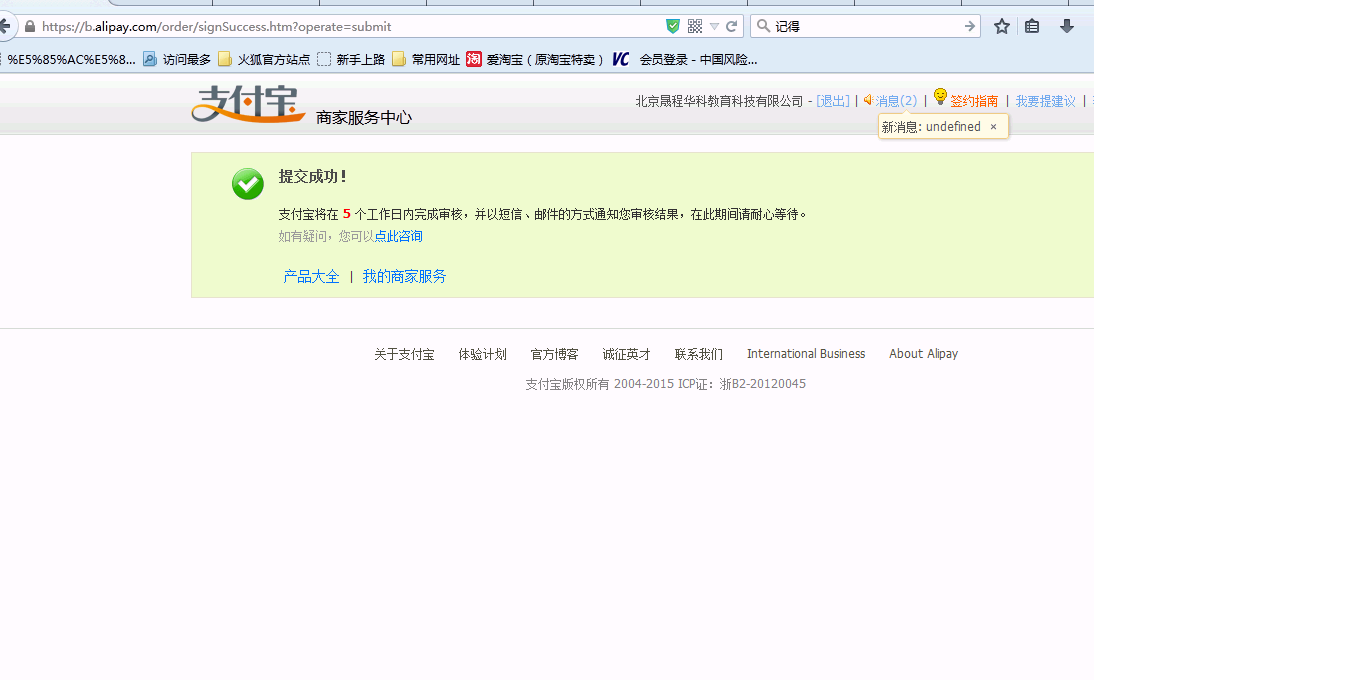 https://b.alipay.com/order/signSuccess.htm?operate=submit 记得
%E5%85%AC%E5%8... 访问最多 火狐官方站点 新手上路 常用网址 淘 爱淘宝（原淘宝特卖） VC 会员登录 - 中国风险...
支付宝 商家服务中心 北京晟程华科教育科技有限公司 - [退出] | 消息(2) | 签约指南 | 我要提建议 |
新消息: undefined ×
提交成功！
支付宝将在 5 个工作日内完成审核，并以短信、邮件的方式通知您审核结果，在此期间请耐心等待。
如有疑问，您可以点此咨询
产品大全 | 我的商家服务
关于支付宝 体验计划 官方博客 诚征英才 联系我们 International Business About Alipay
支付宝版权所有 2004-2015 ICP证：浙B2-20120045